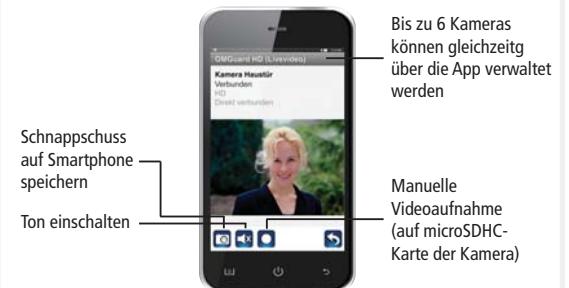 Bis zu 6 Kameras
können gleichzeitg
über die App verwaltet
werden
OMGuard HD (Livevideo)
Kamera Haustür
Verbunden
HD
Direkt verbunden
Schnappschuss
auf Smartphone
speichern
Ton einschalten
Manuelle
Videoaufnahme
(auf microSDHC-
Karte der Kamera)